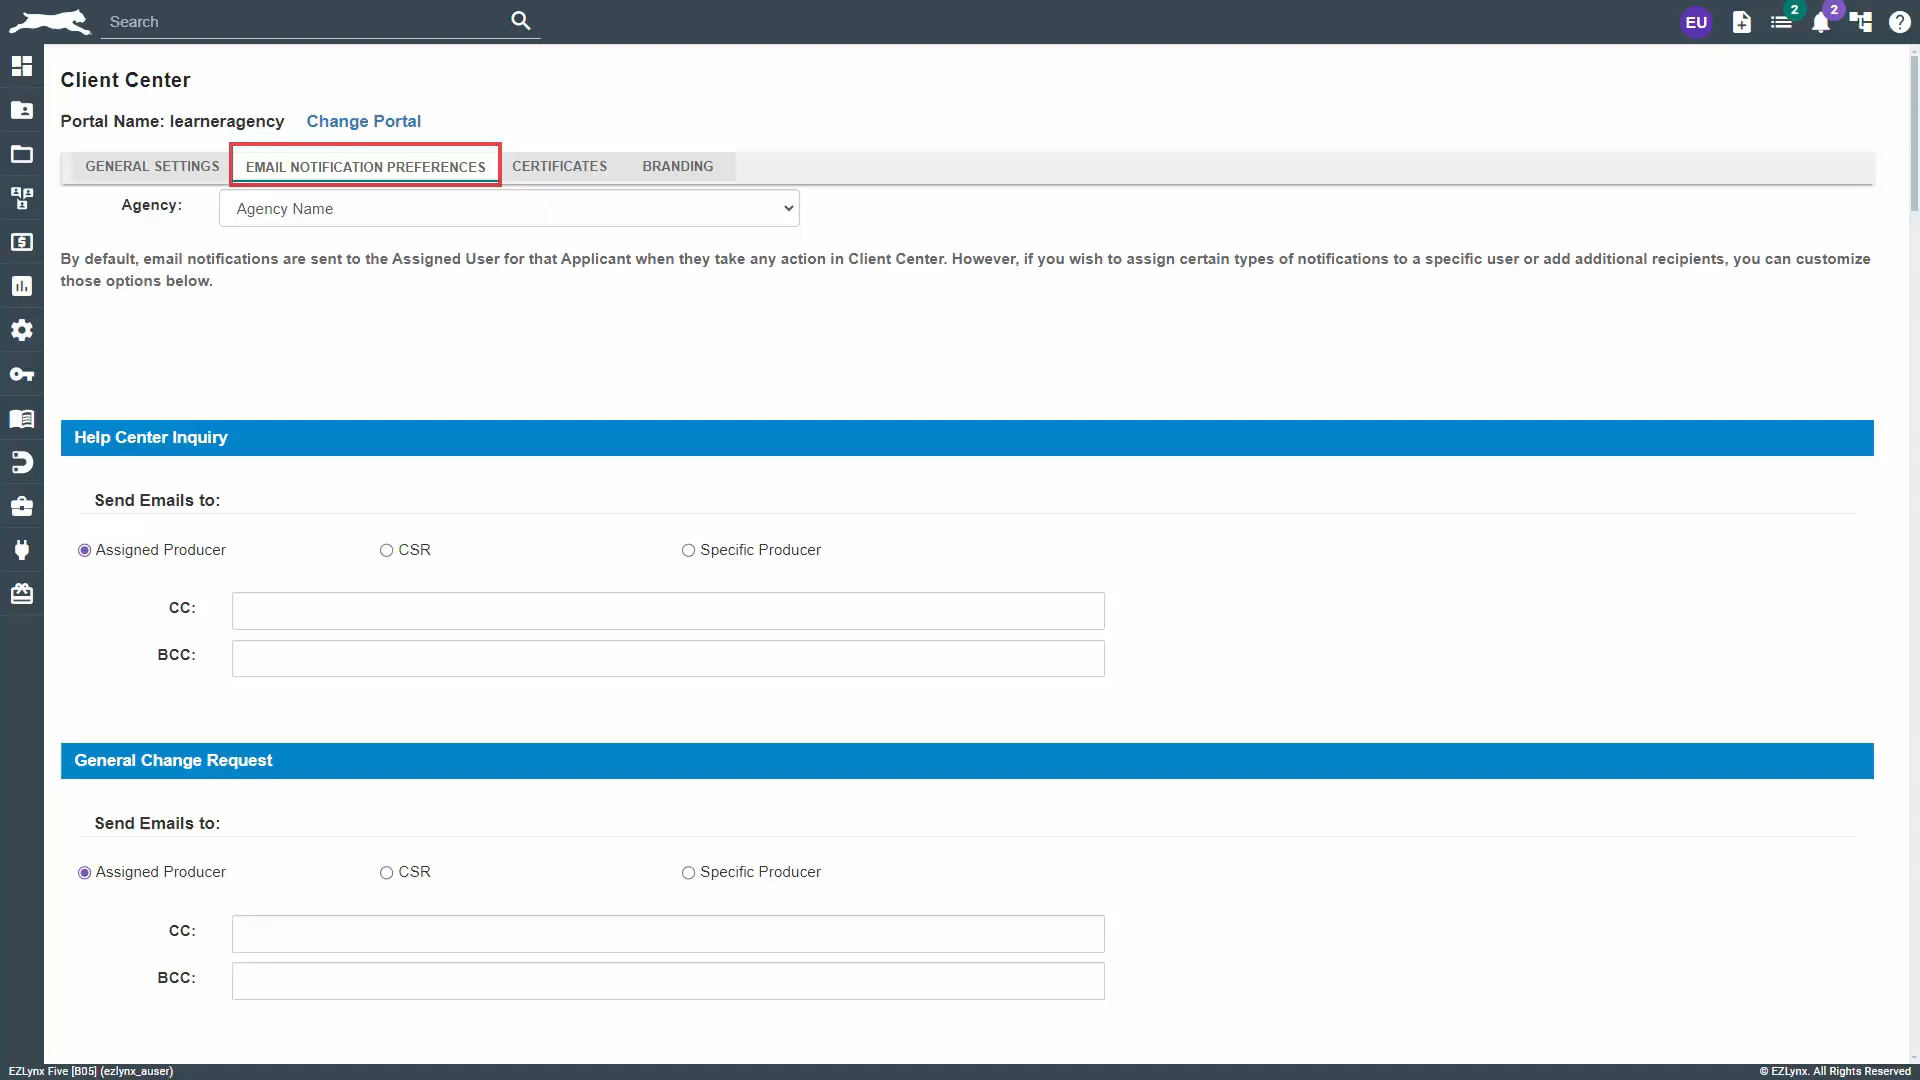 Search
EU
2
2
Client Center
Portal Name: learneragency Change Portal
GENERAL SETTINGS EMAIL NOTIFICATION PREFERENCES CERTIFICATES BRANDING
Agency: Agency Name
By default, email notifications are sent to the Assigned User for that Applicant when they take any action in Client Center. However, if you wish to assign certain types of notifications to a specific user or add additional recipients, you can customize
those options below.
Help Center Inquiry
Send Emails to:
Assigned Producer CSR Specific Producer
CC:
BCC:
General Change Request
Send Emails to:
Assigned Producer CSR Specific Producer
CC:
BCC:
EZLynx Five [B05] (ezlynx_auser) © EZLynx. All Rights Reserved